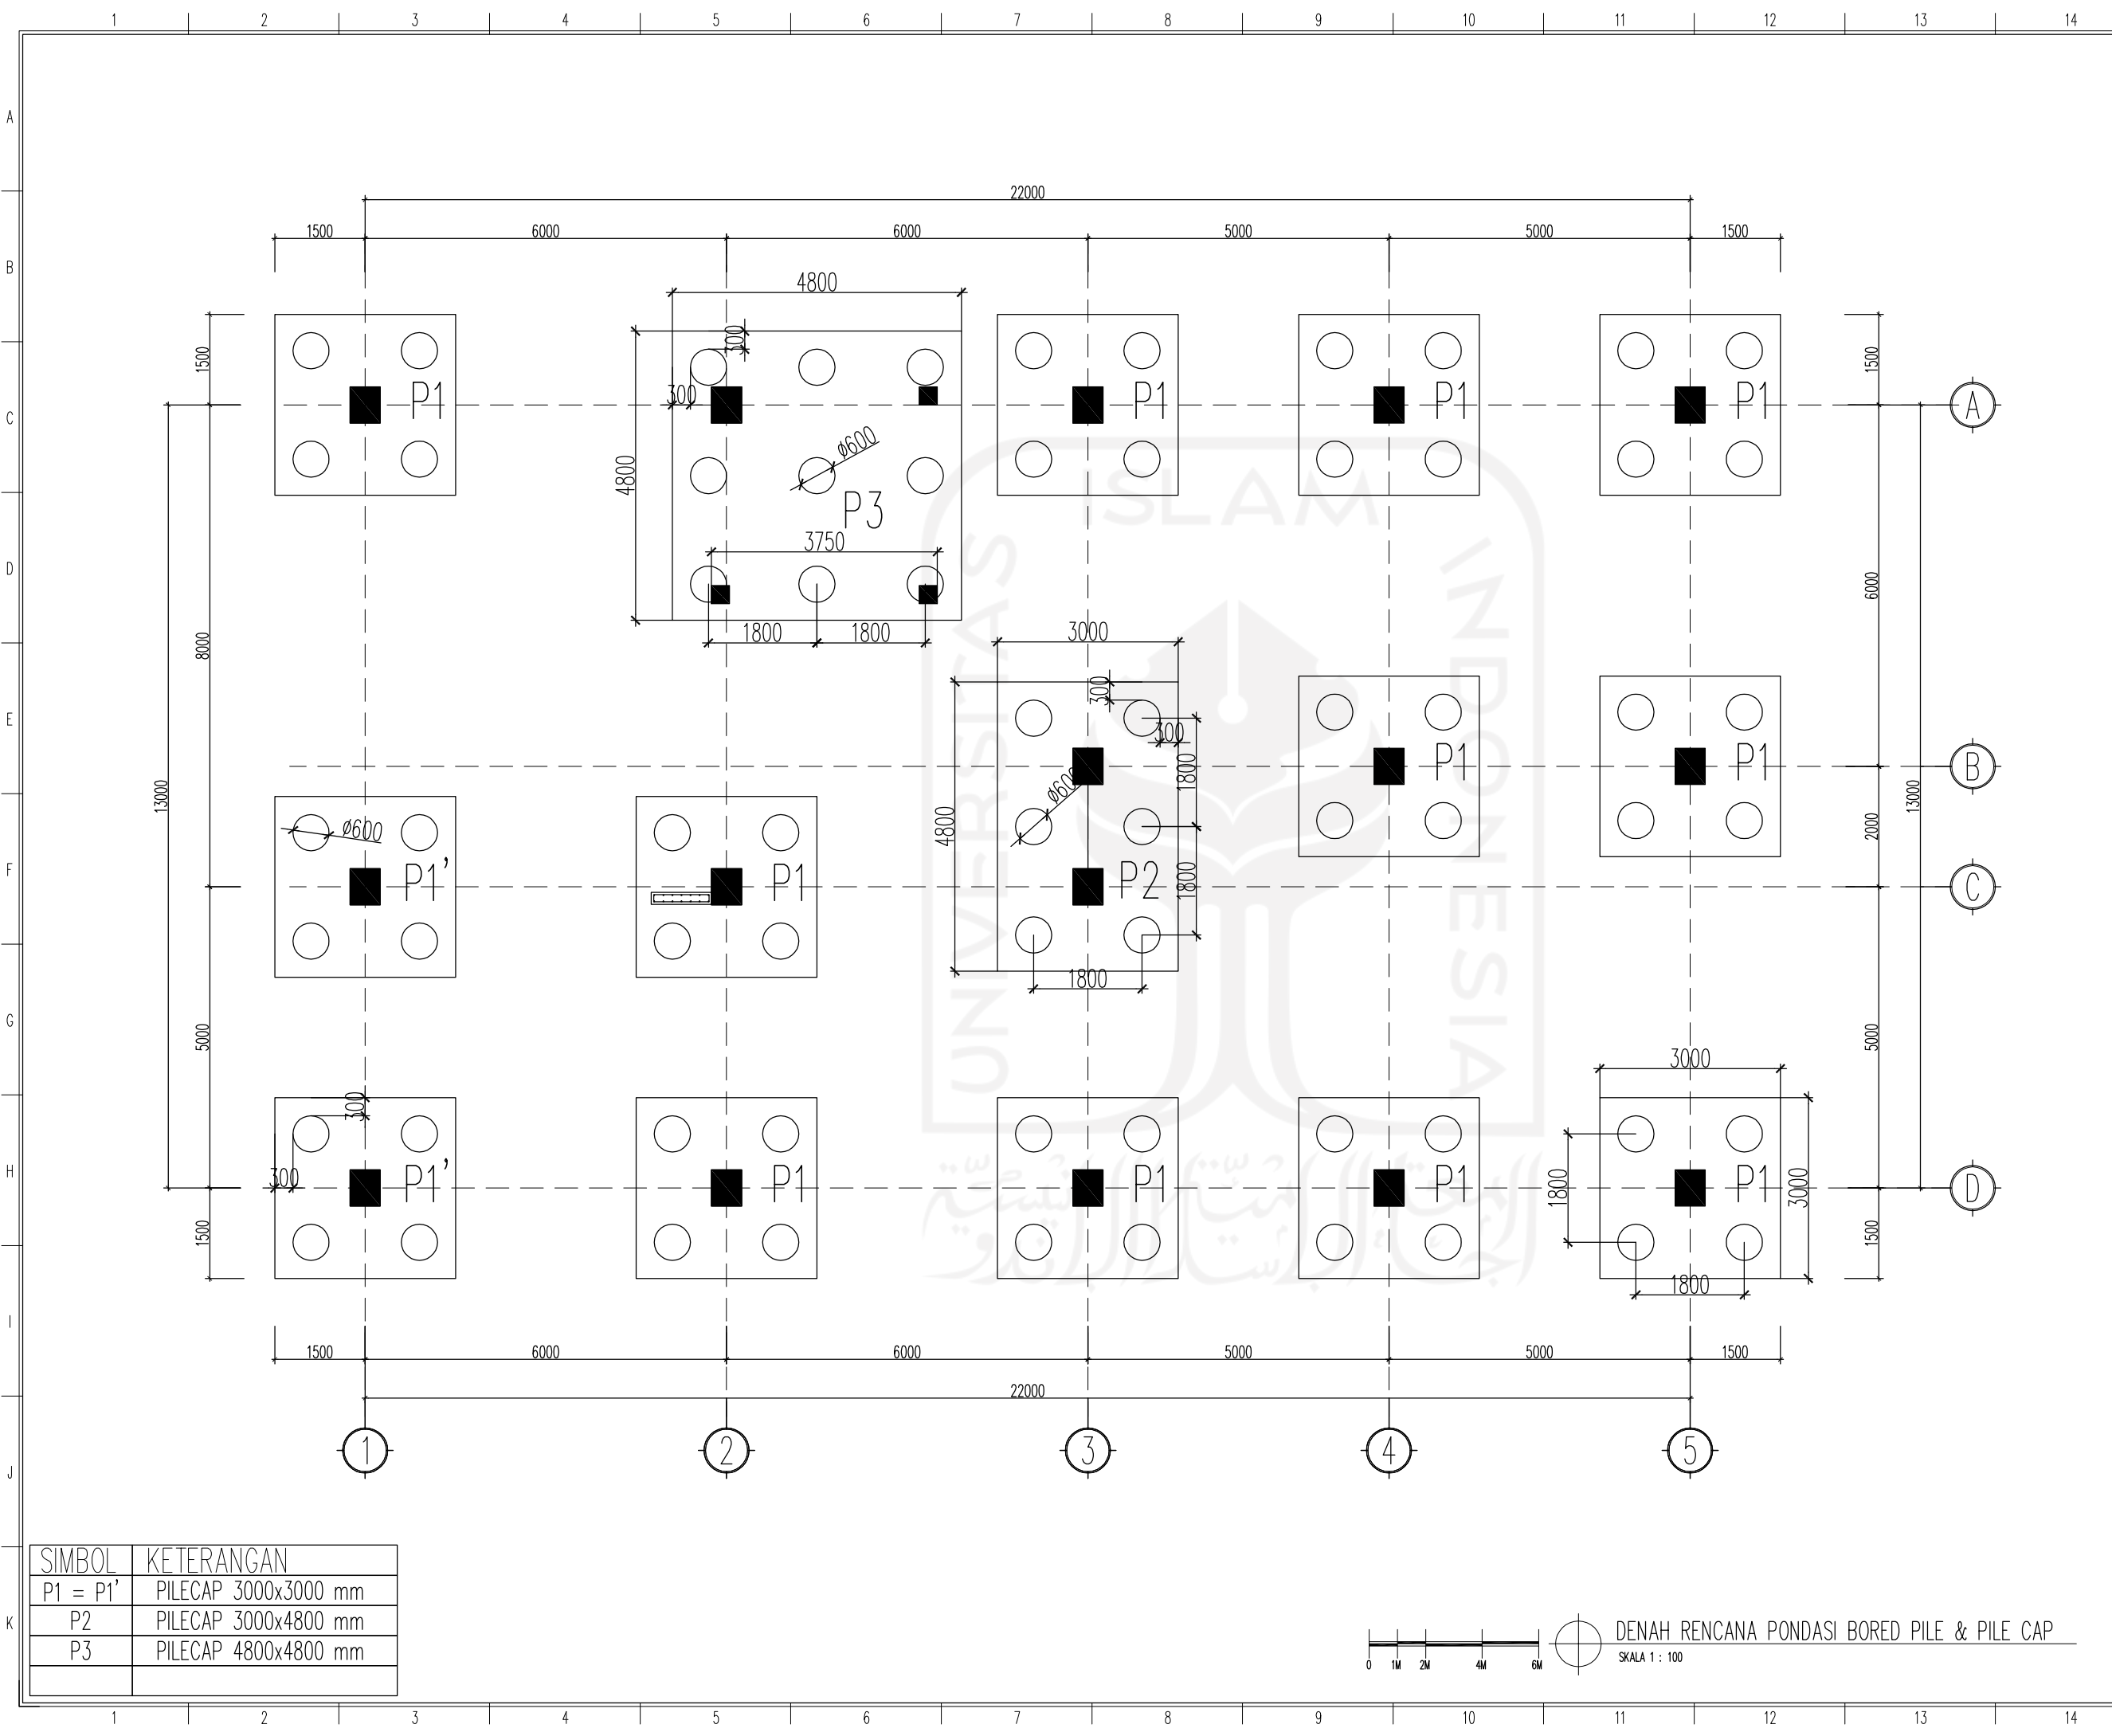 1 2 3 4 5 6 7 8 9 10 11 12 13 14
A
B
C
D
E
F
G
H
I
J
K
22000
1500 6000 6000 5000 5000 1500
4800
300
1500 1500
P1 300 P1 P1 P1 A
ø600
4800
P3
ISLAM
3750
6000
8000
1800 1800 3000
300
300
UNIVERSITAS
INDONESIA
P1 P1 B
1800
ø600
13000 13000
ø600 4800 2000
P1' P1 P2 1800 C
1800
5000 5000
3000
300
300 P1' P1 P1 P1 1800 P1 3000 D
1500 1500
1800
1500 6000 6000 5000 5000 1500
22000
1 2 3 4 5
SIMBOL KETERANGAN
P1 = P1' PILECAP 3000x3000 mm
P2 PILECAP 3000x4800 mm
P3 PILECAP 4800x4800 mm
0 1M 2M 4M 6M
DENAH RENCANA PONDASI BORED PILE & PILE CAP
SKALA 1 : 100
1 2 3 4 5 6 7 8 9 10 11 12 13 14